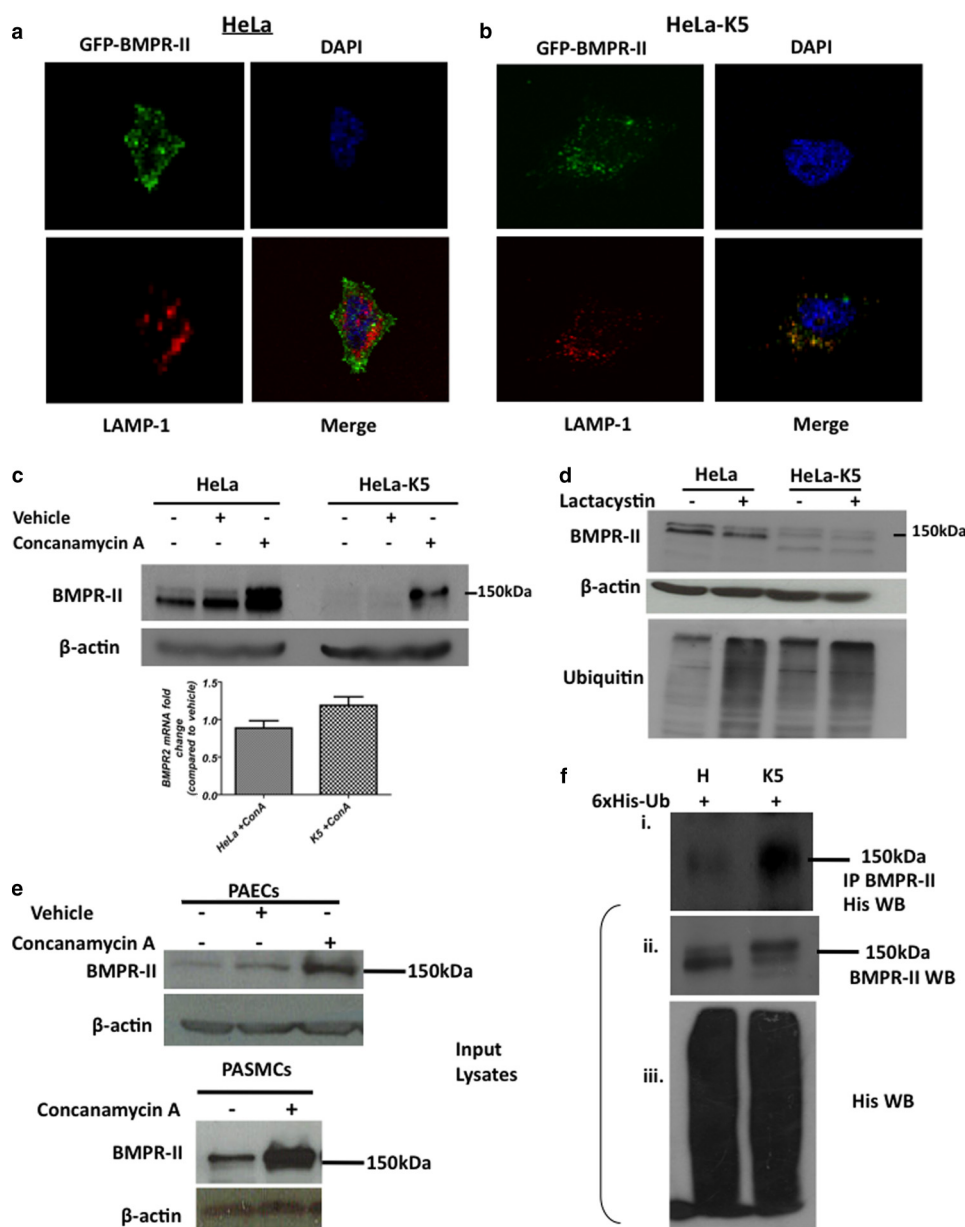 a
HeLa
GFP-BMPR-II
DAPI
LAMP-1
Merge
b
HeLa-K5
GFP-BMPR-II
DAPI
LAMP-1
Merge
c
HeLa
HeLa-K5
Vehicle - + - - + -
Concanamycin A - - + - - +
BMPR-II
150kDa
β-actin
BMPR2 mRNA fold
change
(compared to vehicle)
1.5
1.0
0.5
0.0
HeLa +ConA
K5 +ConA
d
HeLa
HeLa-K5
Lactacystin - + - +
BMPR-II
150kDa
β-actin
Ubiquitin
e
PAECs
Vehicle - + -
Concanamycin A - - +
BMPR-II
150kDa
β-actin
PASMCs
Concanamycin A - +
BMPR-II
150kDa
β-actin
f
H K5
6xHis-Ub + +
i.
150kDa
IP BMPR-II
His WB
ii.
150kDa
BMPR-II WB
iii.
His WB
Input
Lysates